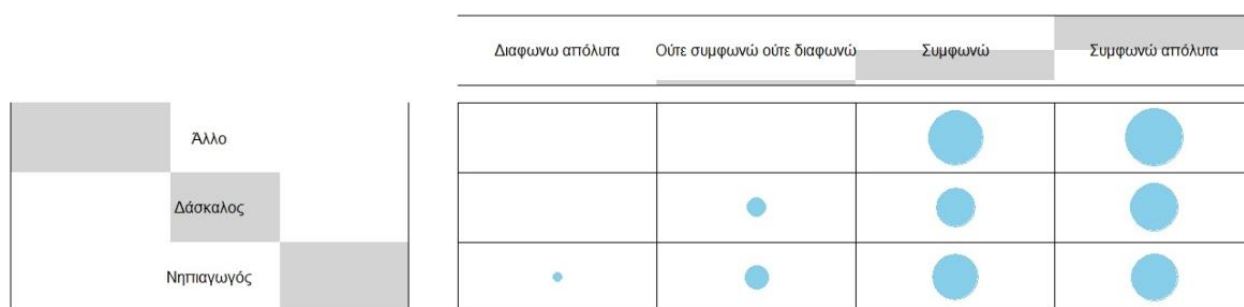 Διαφωνω απόλυτα
Ούτε συμφωνώ ούτε διαφωνώ
Συμφωνώ
Συμφωνώ απόλυτα
Άλλο
Δάσκαλος
Νηπιαγωγός